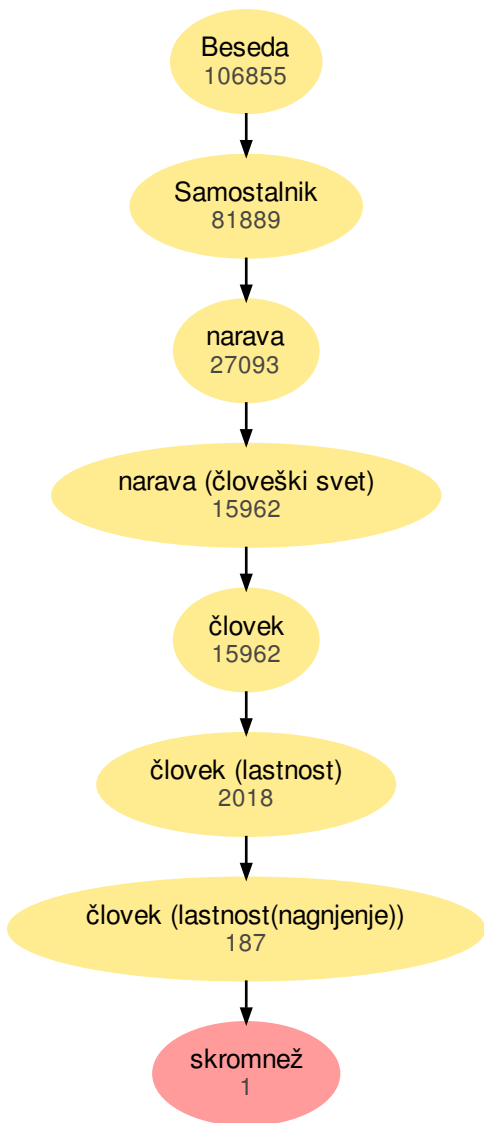 Beseda
106855
Samostalnik
81889
narava
27093
narava (človeški svet)
15962
človek
15962
človek (lastnost)
2018
človek (lastnost(nagnjenje))
187
skromnež
1